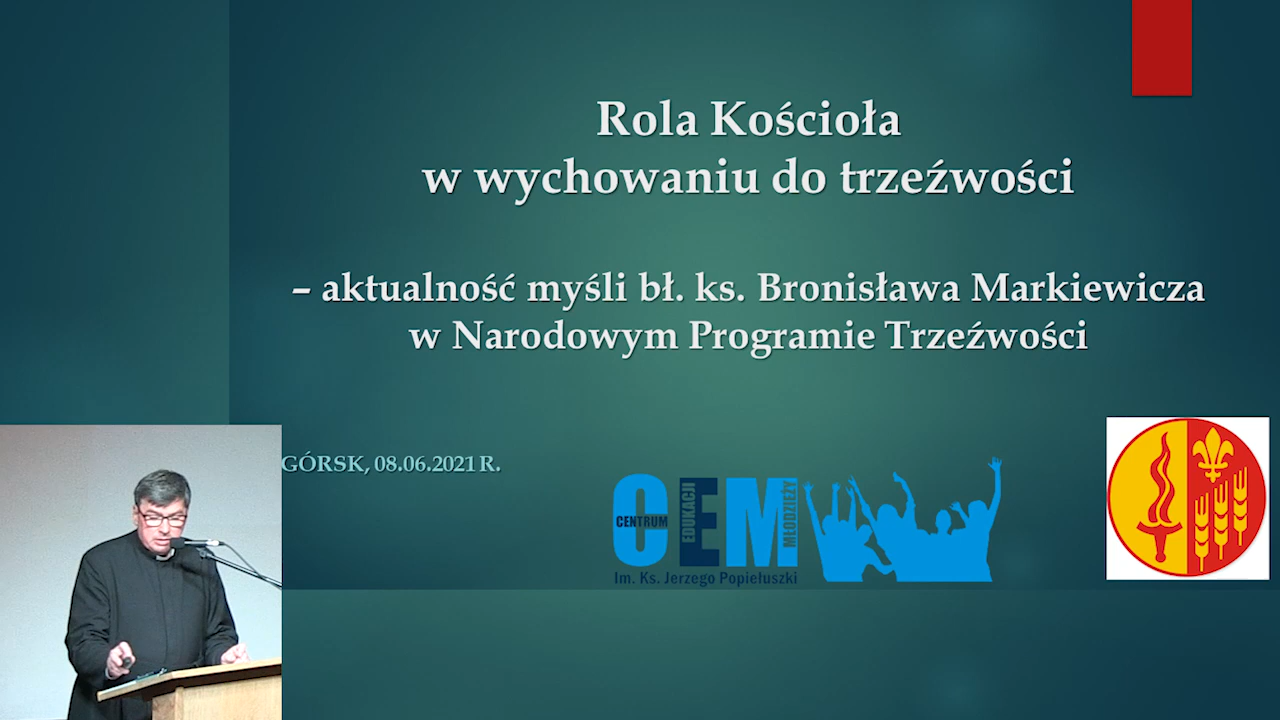 Rola Kościoła
w wychowaniu do trzeźwości
– aktualność myśli bł. ks. Bronisława Markiewicza
w Narodowym Programie Trzeźwości
GÓRSK, 08.06.2021 R.
CEM
CENTRUM
EDUKACJI
MŁODZIEŻY
Im. Ks. Jerzego Popiełuszki